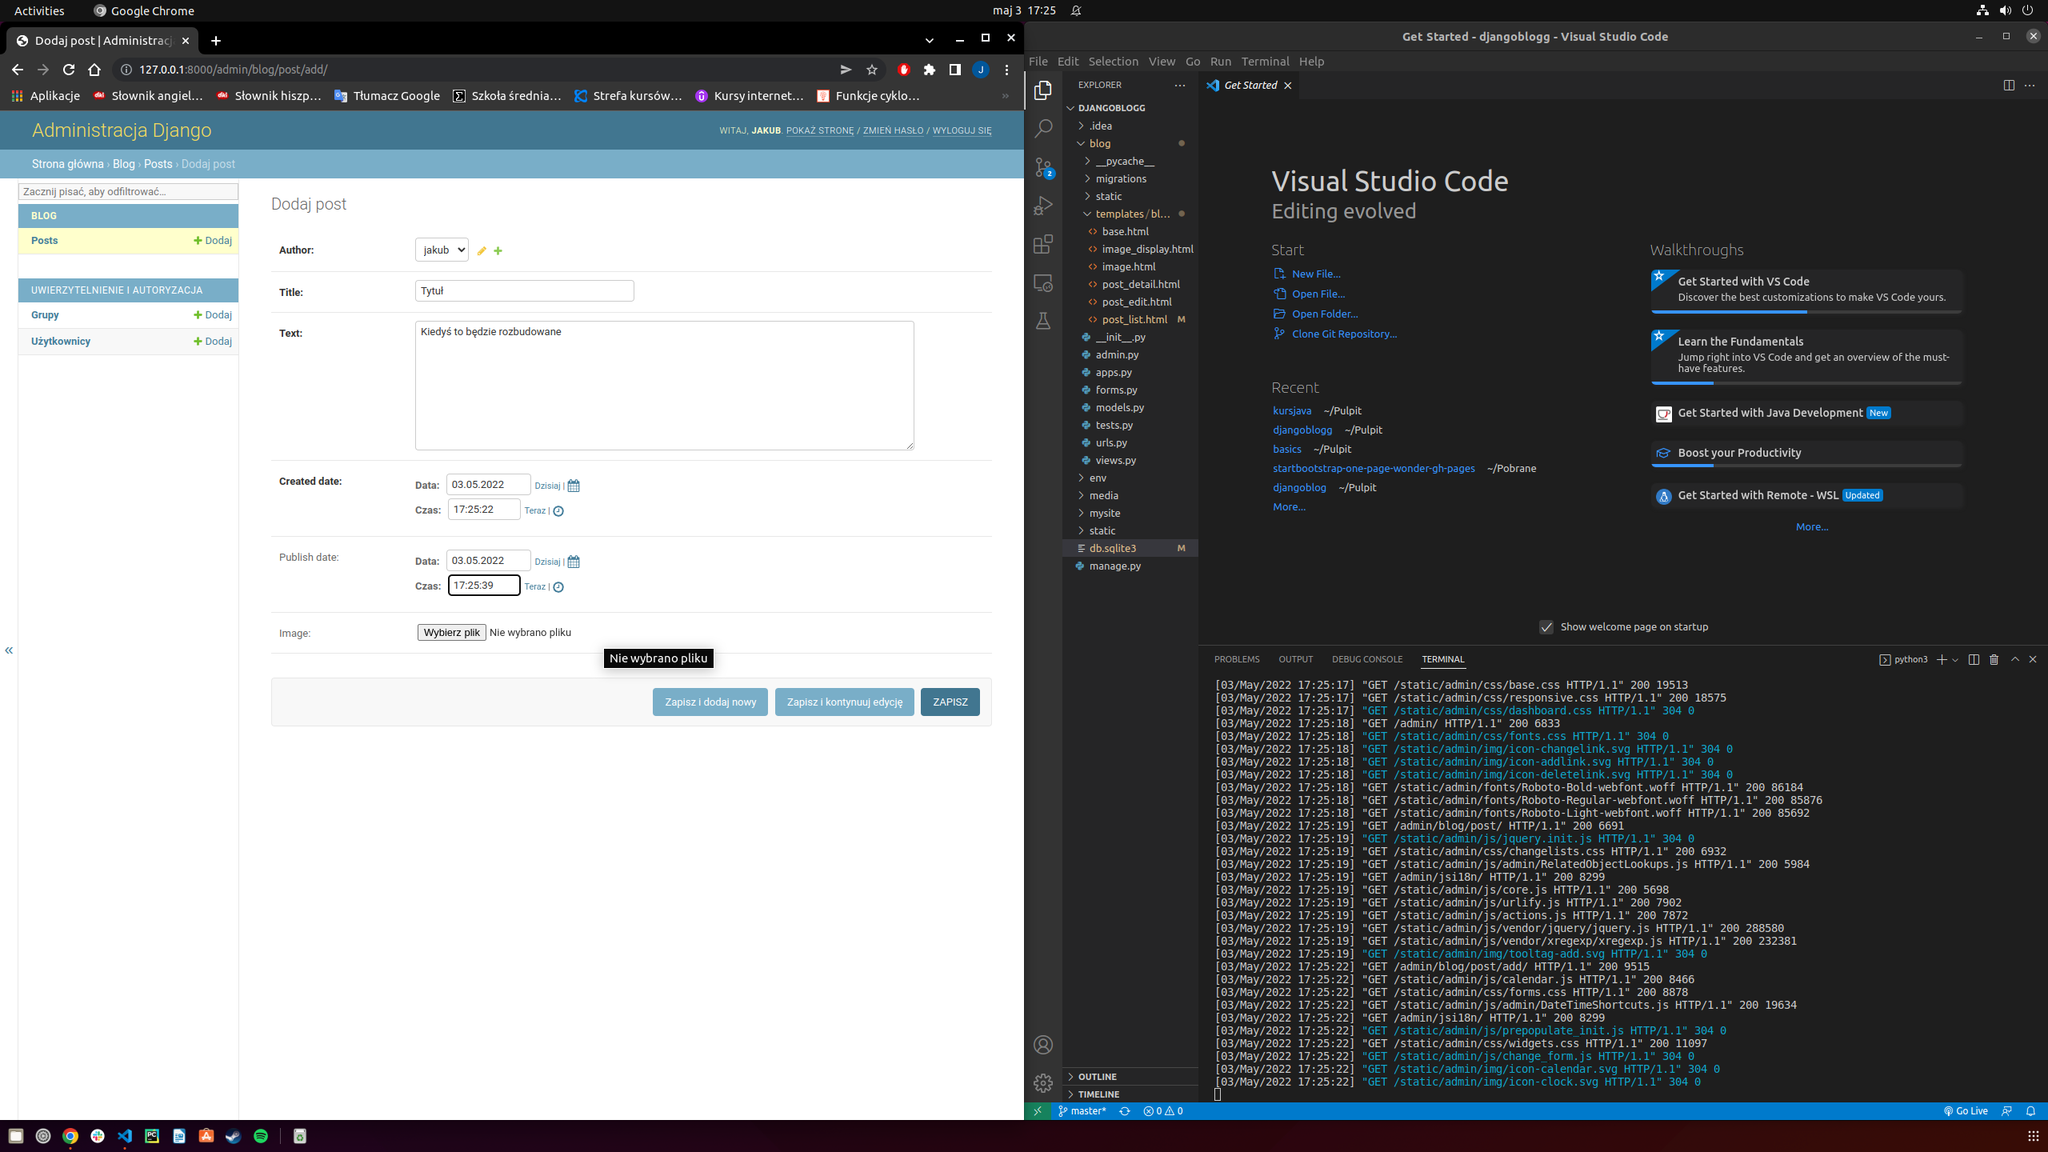 Activities
Google Chrome
maj 3 17:25
Dodaj post | Administracj
127.0.0.1:8000/admin/blog/post/add/
J
Aplikacje
Słownik angiel…
Słownik hiszp…
Tłumacz Google
Szkoła średnia…
Strefa kursów…
Kursy internet…
Funkcje cyklo…
Administracja Django
WITAJ, JAKUB. POKAŻ STRONĘ / ZMIEŃ HASŁO / WYLOGUJ SIĘ
Strona główna › Blog › Posts › Dodaj post
Zacznij pisać, aby odfiltrować…
BLOG
Posts
Dodaj
UWIERZYTELNIENIE I AUTORYZACJA
Grupy
Dodaj
Użytkownicy
Dodaj
«
Dodaj post
Author:
jakub
Title:
Tytuł
Text:
Kiedyś to będzie rozbudowane
Created date:
Data: 03.05.2022 Dzisiaj |
Czas: 17:25:22 Teraz |
Publish date:
Data: 03.05.2022 Dzisiaj |
Czas: 17:25:39 Teraz |
Image:
Wybierz plik Nie wybrano pliku
Nie wybrano pliku
Zapisz i dodaj nowy
Zapisz i kontynuuj edycję
ZAPISZ
Get Started - djangoblogg - Visual Studio Code
File Edit Selection View Go Run Terminal Help
EXPLORER
DJANGOBLOGG
.idea
blog
__pycache__
migrations
static
templates / bl...
base.html
image_display.html
image.html
post_detail.html
post_edit.html
post_list.html M
__init__.py
admin.py
apps.py
forms.py
models.py
tests.py
urls.py
views.py
env
media
mysite
static
db.sqlite3 M
manage.py
OUTLINE
TIMELINE
2
Get Started
Visual Studio Code
Editing evolved
Start
New File...
Open File...
Open Folder...
Clone Git Repository...
Recent
kursjava ~/Pulpit
djangoblogg ~/Pulpit
basics ~/Pulpit
startbootstrap-one-page-wonder-gh-pages ~/Pobrane
djangoblog ~/Pulpit
More...
Walkthroughs
Get Started with VS Code
Discover the best customizations to make VS Code yours.
Learn the Fundamentals
Jump right into VS Code and get an overview of the must-
have features.
Get Started with Java Development New
Boost your Productivity
Get Started with Remote - WSL Updated
More...
Show welcome page on startup
PROBLEMS OUTPUT DEBUG CONSOLE TERMINAL
python3
[03/May/2022 17:25:17] "GET /static/admin/css/base.css HTTP/1.1" 200 19513
[03/May/2022 17:25:17] "GET /static/admin/css/responsive.css HTTP/1.1" 200 18575
[03/May/2022 17:25:17] "GET /static/admin/css/dashboard.css HTTP/1.1" 304 0
[03/May/2022 17:25:18] "GET /admin/ HTTP/1.1" 200 6833
[03/May/2022 17:25:18] "GET /static/admin/css/fonts.css HTTP/1.1" 304 0
[03/May/2022 17:25:18] "GET /static/admin/img/icon-changelink.svg HTTP/1.1" 304 0
[03/May/2022 17:25:18] "GET /static/admin/img/icon-addlink.svg HTTP/1.1" 304 0
[03/May/2022 17:25:18] "GET /static/admin/img/icon-deletelink.svg HTTP/1.1" 304 0
[03/May/2022 17:25:18] "GET /static/admin/fonts/Roboto-Bold-webfont.woff HTTP/1.1" 200 86184
[03/May/2022 17:25:18] "GET /static/admin/fonts/Roboto-Regular-webfont.woff HTTP/1.1" 200 85876
[03/May/2022 17:25:18] "GET /static/admin/fonts/Roboto-Light-webfont.woff HTTP/1.1" 200 85692
[03/May/2022 17:25:19] "GET /admin/blog/post/ HTTP/1.1" 200 6691
[03/May/2022 17:25:19] "GET /static/admin/js/jquery.init.js HTTP/1.1" 304 0
[03/May/2022 17:25:19] "GET /static/admin/css/changelists.css HTTP/1.1" 200 6932
[03/May/2022 17:25:19] "GET /static/admin/js/admin/RelatedObjectLookups.js HTTP/1.1" 200 5984
[03/May/2022 17:25:19] "GET /admin/jsi18n/ HTTP/1.1" 200 8299
[03/May/2022 17:25:19] "GET /static/admin/js/core.js HTTP/1.1" 200 5698
[03/May/2022 17:25:19] "GET /static/admin/js/urlify.js HTTP/1.1" 200 7902
[03/May/2022 17:25:19] "GET /static/admin/js/actions.js HTTP/1.1" 200 7872
[03/May/2022 17:25:19] "GET /static/admin/js/vendor/jquery/jquery.js HTTP/1.1" 200 288580
[03/May/2022 17:25:19] "GET /static/admin/js/vendor/xregexp/xregexp.js HTTP/1.1" 200 232381
[03/May/2022 17:25:19] "GET /static/admin/img/tooltag-add.svg HTTP/1.1" 304 0
[03/May/2022 17:25:22] "GET /admin/blog/post/add/ HTTP/1.1" 200 9515
[03/May/2022 17:25:22] "GET /static/admin/js/calendar.js HTTP/1.1" 200 8466
[03/May/2022 17:25:22] "GET /static/admin/css/forms.css HTTP/1.1" 200 8878
[03/May/2022 17:25:22] "GET /static/admin/js/admin/DateTimeShortcuts.js HTTP/1.1" 200 19634
[03/May/2022 17:25:22] "GET /admin/jsi18n/ HTTP/1.1" 200 8299
[03/May/2022 17:25:22] "GET /static/admin/js/prepopulate_init.js HTTP/1.1" 304 0
[03/May/2022 17:25:22] "GET /static/admin/css/widgets.css HTTP/1.1" 200 11097
[03/May/2022 17:25:22] "GET /static/admin/js/change_form.js HTTP/1.1" 304 0
[03/May/2022 17:25:22] "GET /static/admin/img/icon-calendar.svg HTTP/1.1" 304 0
[03/May/2022 17:25:22] "GET /static/admin/img/icon-clock.svg HTTP/1.1" 304 0
master* 0 0
Go Live